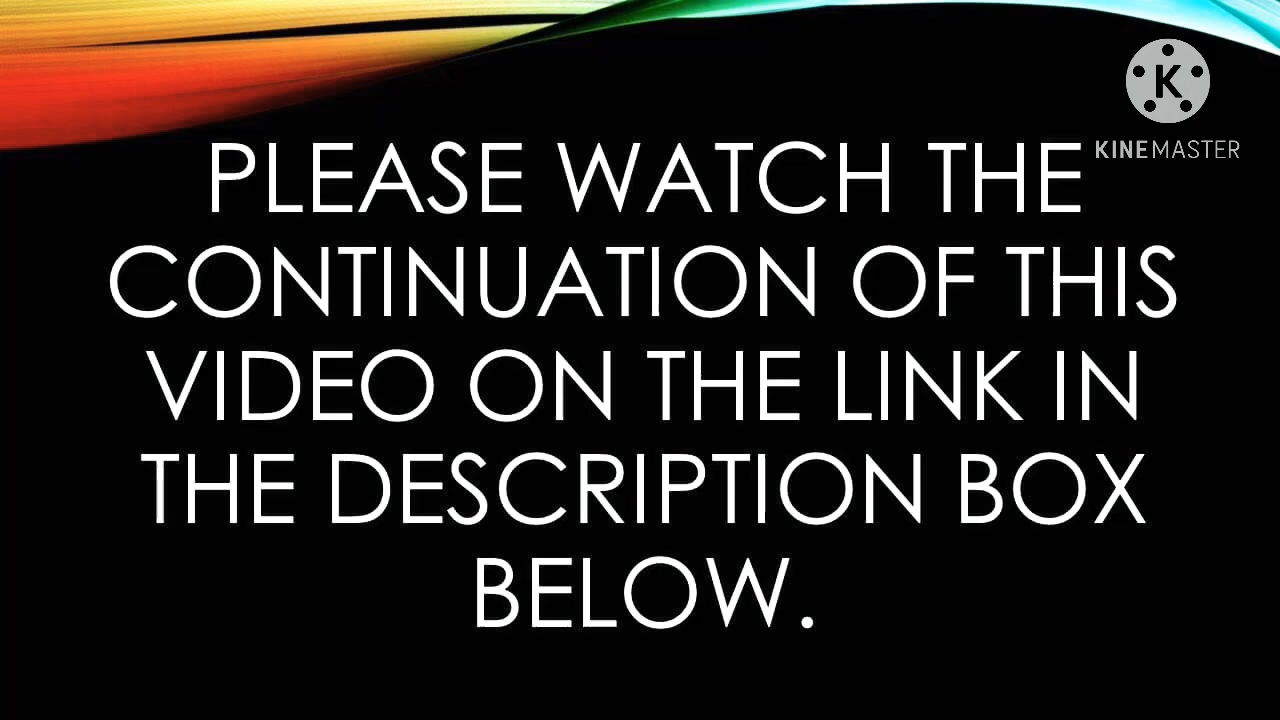 K
KINEMASTER
PLEASE WATCH THE
CONTINUATION OF THIS
VIDEO ON THE LINK IN
THE DESCRIPTION BOX
BELOW.